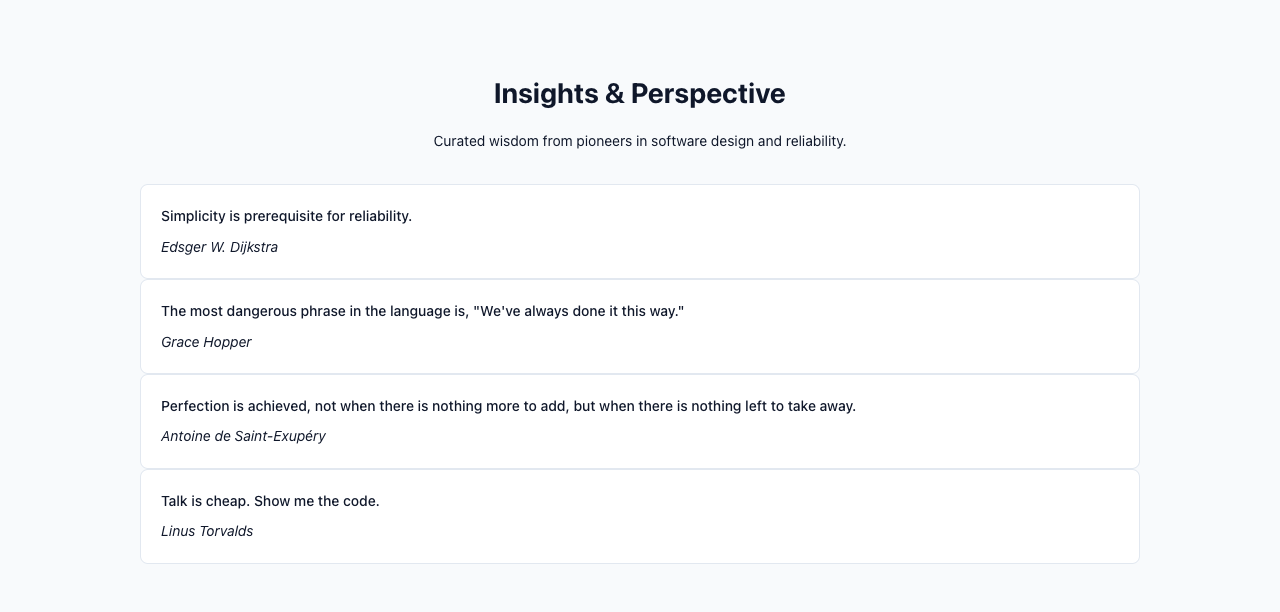 Insights & Perspective
Curated wisdom from pioneers in software design and reliability.
Simplicity is prerequisite for reliability.
Edsger W. Dijkstra
The most dangerous phrase in the language is, "We've always done it this way."
Grace Hopper
Perfection is achieved, not when there is nothing more to add, but when there is nothing left to take away.
Antoine de Saint-Exupéry
Talk is cheap. Show me the code.
Linus Torvalds